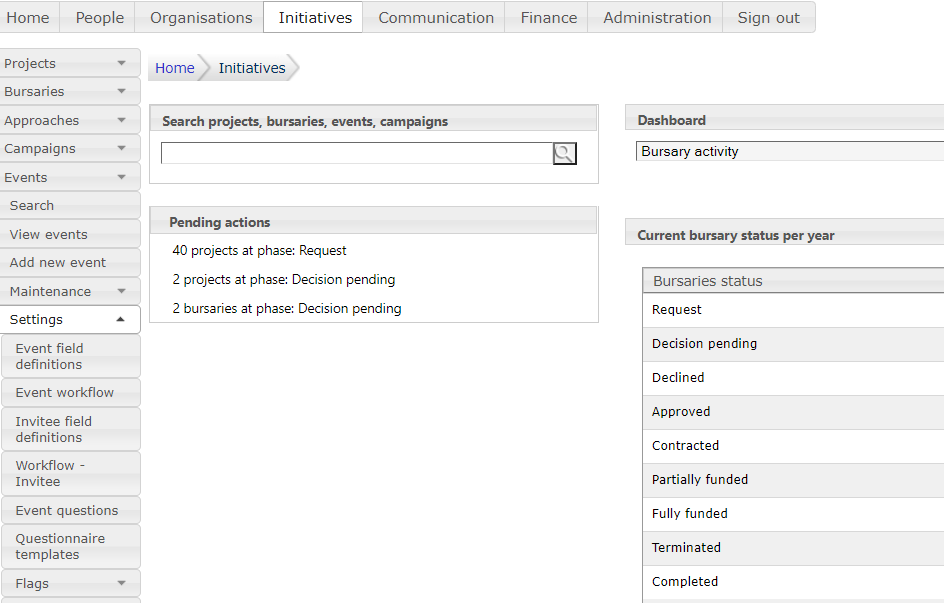 Home People Organisations Initiatives Communication Finance Administration Sign out
Projects
Bursaries
Approaches
Campaigns
Events
Search
View events
Add new event
Maintenance
Settings
Event field
definitions
Event workflow
Invitee field
definitions
Workflow -
Invitee
Event questions
Questionnaire
templates
Flags
Home Initiatives
Search projects, bursaries, events, campaigns
Pending actions
40 projects at phase: Request
2 projects at phase: Decision pending
2 bursaries at phase: Decision pending
Dashboard
Bursary activity
Current bursary status per year
Bursaries status
Request
Decision pending
Declined
Approved
Contracted
Partially funded
Fully funded
Terminated
Completed